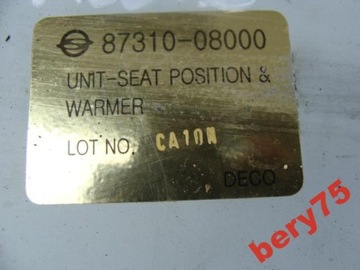 87310-08000
UNIT-SEAT POSITION &
WARMER
LOT NO. CA10N
DECO
bery75